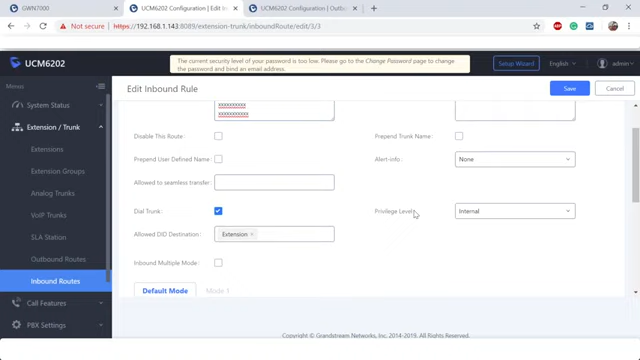 GWN7000
UCM6202 Configuration | Edit In
UCM6202 Configuration | Outbo
Not secure | https://192.168.1.143:8089/extension-trunk/inboundRoute/edit/3/3
UCM6202
The current security level of your password is too low. Please go to the Change Password page to change
the password and bind an email address.
Setup Wizard
English
admin
Menus
System Status
Extension / Trunk
Extensions
Extension Groups
Analog Trunks
VoIP Trunks
SLA Station
Outbound Routes
Inbound Routes
Call Features
PBX Settings
Edit Inbound Rule
Save
Cancel
xxxxxxxxxx
xxxxxxxxxxx
Disable This Route:
Prepend Trunk Name:
Prepend User Defined Name:
Alert-info:
None
Allowed to seamless transfer:
Dial Trunk:
Privilege Level:
Internal
Allowed DID Destination:
Extension ×
Inbound Multiple Mode:
Default Mode
Mode 1
Copyright © Grandstream Networks, Inc. 2014-2019. All Rights Reserved.